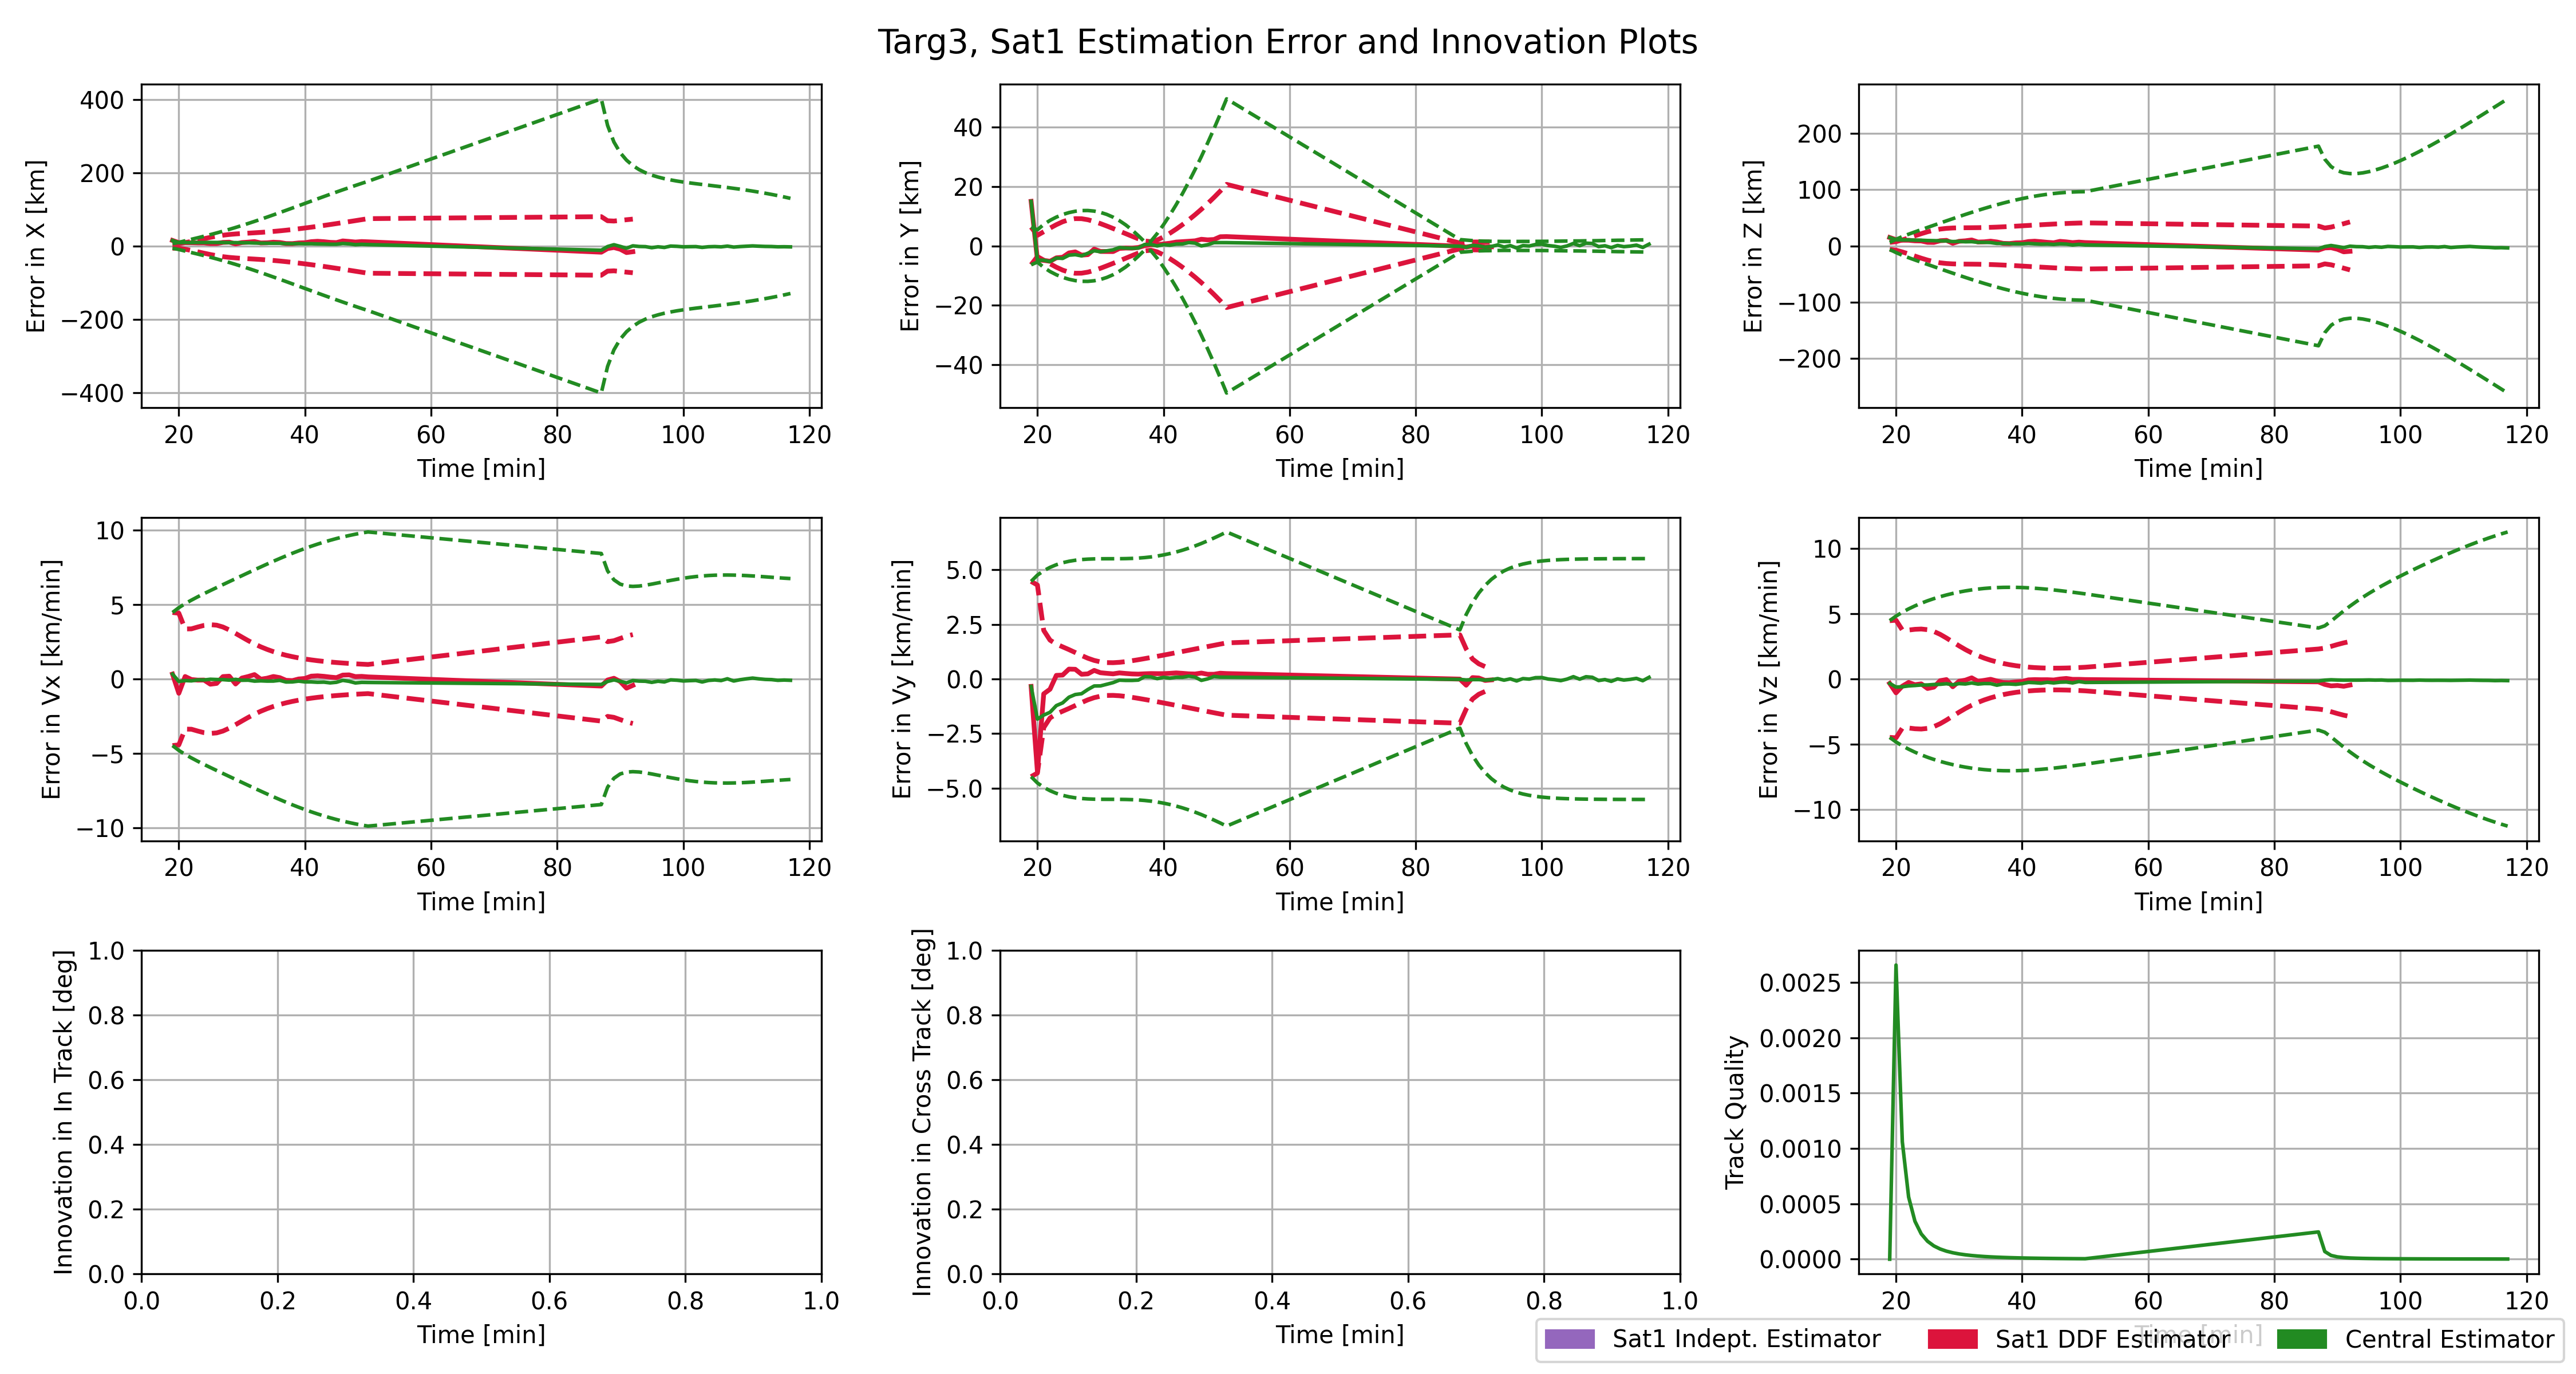 Targ3, Sat1 Estimation Error and Innovation Plots
Error in X [km]
400
200
0
−200
−400
20 40 60 80 100 120
Time [min]
Error in Y [km]
40
20
0
−20
−40
20 40 60 80 100 120
Time [min]
Error in Z [km]
200
100
0
−100
−200
20 40 60 80 100 120
Time [min]
Error in Vx [km/min]
10
5
0
−5
−10
20 40 60 80 100 120
Time [min]
Error in Vy [km/min]
5.0
2.5
0.0
−2.5
−5.0
20 40 60 80 100 120
Time [min]
Error in Vz [km/min]
10
5
0
−5
−10
20 40 60 80 100 120
Time [min]
Innovation in In Track [deg]
1.0
0.8
0.6
0.4
0.2
0.0
0.0 0.2 0.4 0.6 0.8 1.0
Time [min]
Innovation in Cross Track [deg]
1.0
0.8
0.6
0.4
0.2
0.0
0.0 0.2 0.4 0.6 0.8 1.0
Time [min]
Track Quality
0.0025
0.0020
0.0015
0.0010
0.0005
0.0000
20 40 60 80 100 120
Time [min]
Sat1 Indept. Estimator Sat1 DDF Estimator Central Estimator